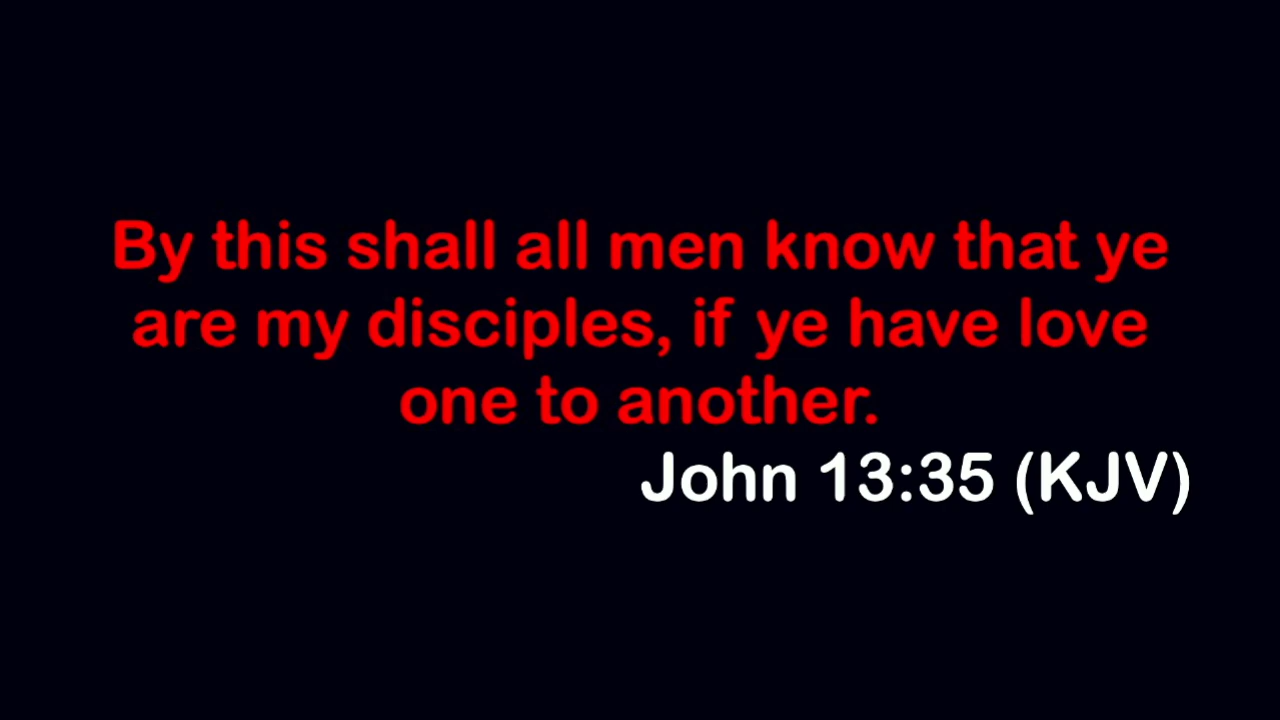 By this shall all men know that ye
are my disciples, if ye have love
one to another.
John 13:35 (KJV)